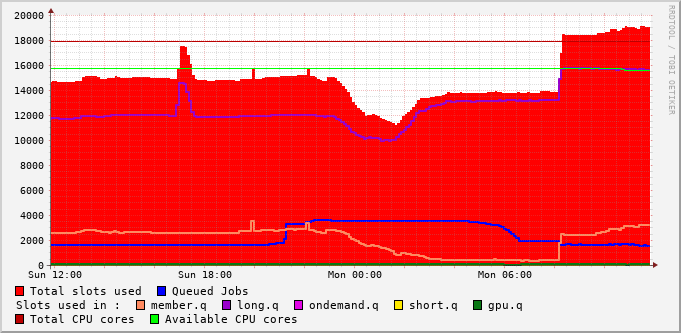 20000
18000
16000
14000
12000
10000
8000
6000
4000
2000
0
Sun 12:00 Sun 18:00 Mon 00:00 Mon 06:00
RRDTOOL / TOBI OETIKER
Total slots used Queued Jobs
Slots used in : member.q long.q ondemand.q short.q gpu.q
Total CPU cores Available CPU cores